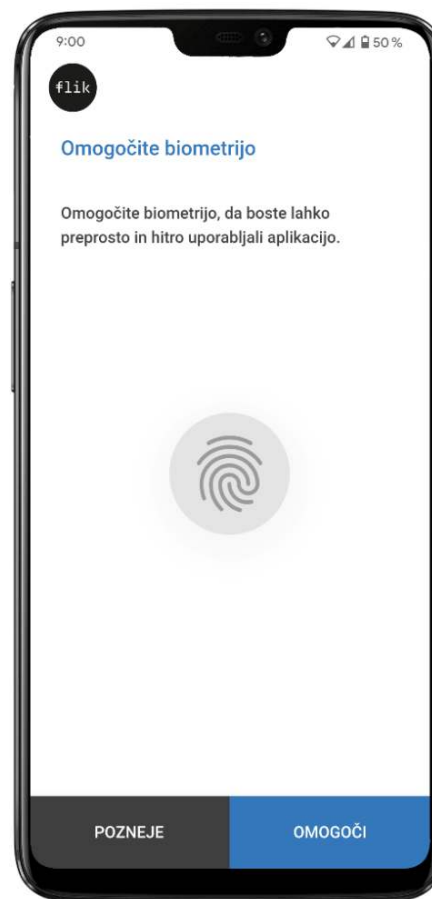 9:00
50 %
flik
Omogočite biometrijo
Omogočite biometrijo, da boste lahko
preprosto in hitro uporabljali aplikacijo.
POZNEJE
OMOGOČI